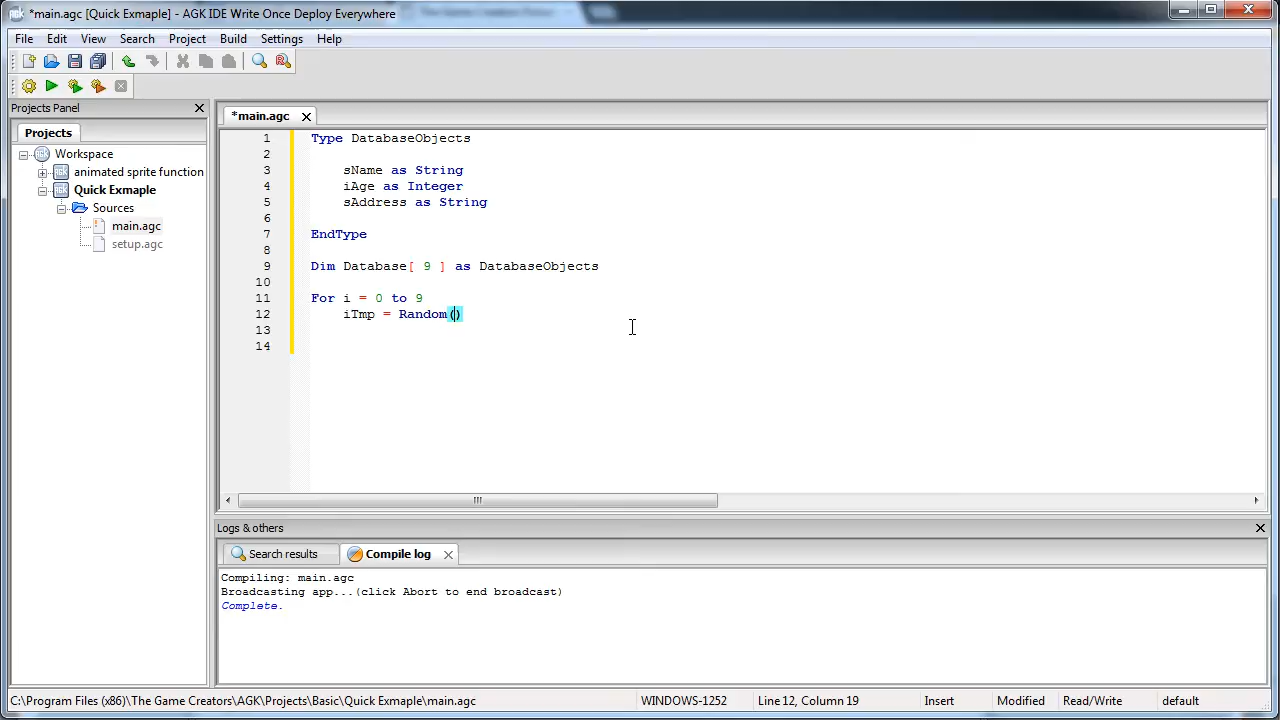 *main.agc [Quick Exmaple] - AGK IDE Write Once Deploy Everywhere
File Edit View Search Project Build Settings Help
Projects Panel
Projects
Workspace
animated sprite function
Quick Exmaple
Sources
main.agc
setup.agc
*main.agc
1 Type DatabaseObjects
2
3 sName as String
4 iAge as Integer
5 sAddress as String
6
7 EndType
8
9 Dim Database[ 9 ] as DatabaseObjects
10
11 For i = 0 to 9
12 iTmp = Random()
13
14
Logs & others
Search results Compile log
Compiling: main.agc
Broadcasting app...(click Abort to end broadcast)
Complete.
C:\Program Files (x86)\The Game Creators\AGK\Projects\Basic\Quick Exmaple\main.agc WINDOWS-1252 Line 12, Column 19 Insert Modified Read/Write default